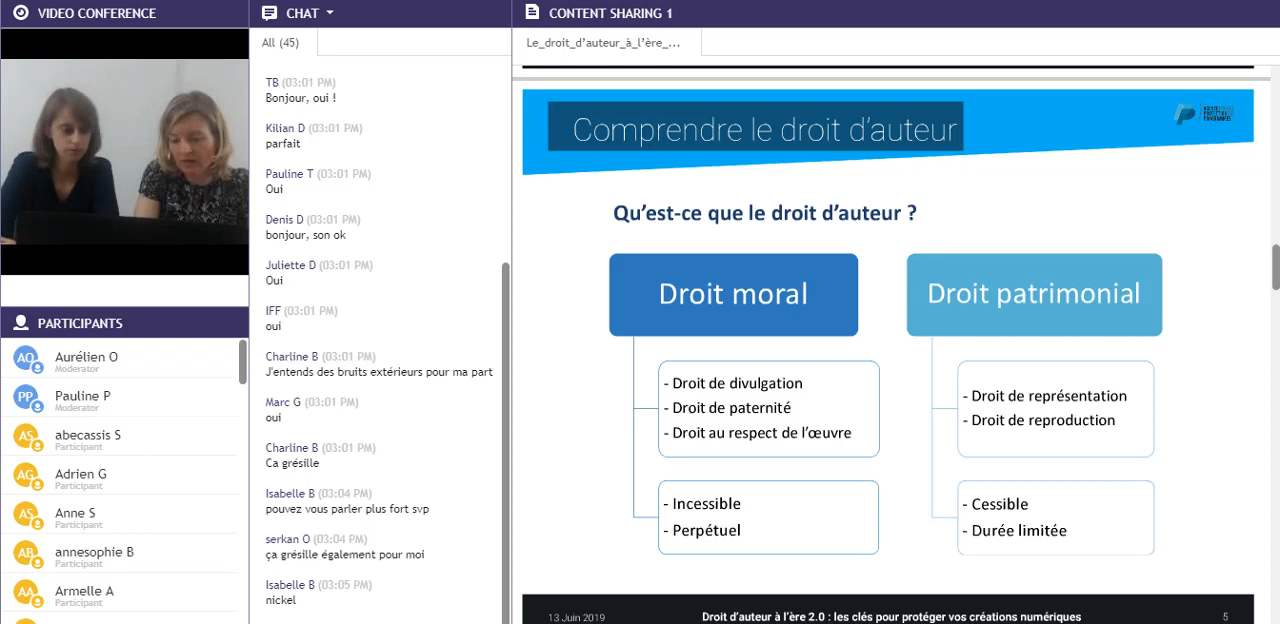 VIDEO CONFERENCE
CHAT
All (45)
TB (03:01 PM)
Bonjour, oui !
Kilian D (03:01 PM)
parfait
Pauline T (03:01 PM)
Oui
Denis D (03:01 PM)
bonjour, son ok
Juliette D (03:01 PM)
Oui
IFF (03:01 PM)
oui
Charline B (03:01 PM)
J'entends des bruits extérieurs pour ma part
Marc G (03:01 PM)
oui
Charline B (03:01 PM)
Ca grésille
Isabelle B (03:04 PM)
pouvez vous parler plus fort svp
serkan O (03:04 PM)
ça grésille également pour moi
Isabelle B (03:05 PM)
nickel
PARTICIPANTS
AO Aurélien O
Moderator
PP Pauline P
Moderator
AS abecassis S
Participant
AG Adrien G
Participant
AS Anne S
Participant
AB annesophie B
Participant
AA Armelle A
Participant
CONTENT SHARING 1
Le_droit_d'auteur_à_l'ère_...
Comprendre le droit d'auteur
Qu'est-ce que le droit d'auteur ?
Droit moral
- Droit de divulgation
- Droit de paternité
- Droit au respect de l'œuvre
- Incessible
- Perpétuel
Droit patrimonial
- Droit de représentation
- Droit de reproduction
- Cessible
- Durée limitée
13 Juin 2019
Droit d'auteur à l'ère 2.0 : les clés pour protéger vos créations numériques
5